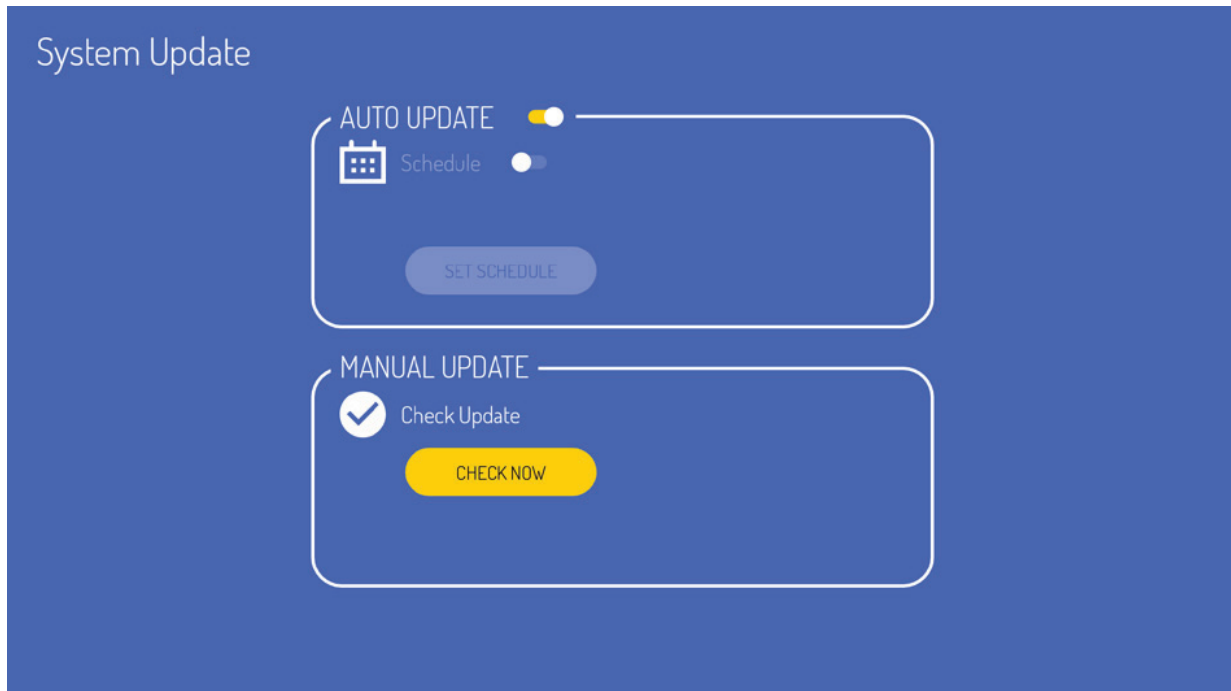 System Update
AUTO UPDATE
Schedule
SET SCHEDULE
MANUAL UPDATE
Check Update
CHECK NOW